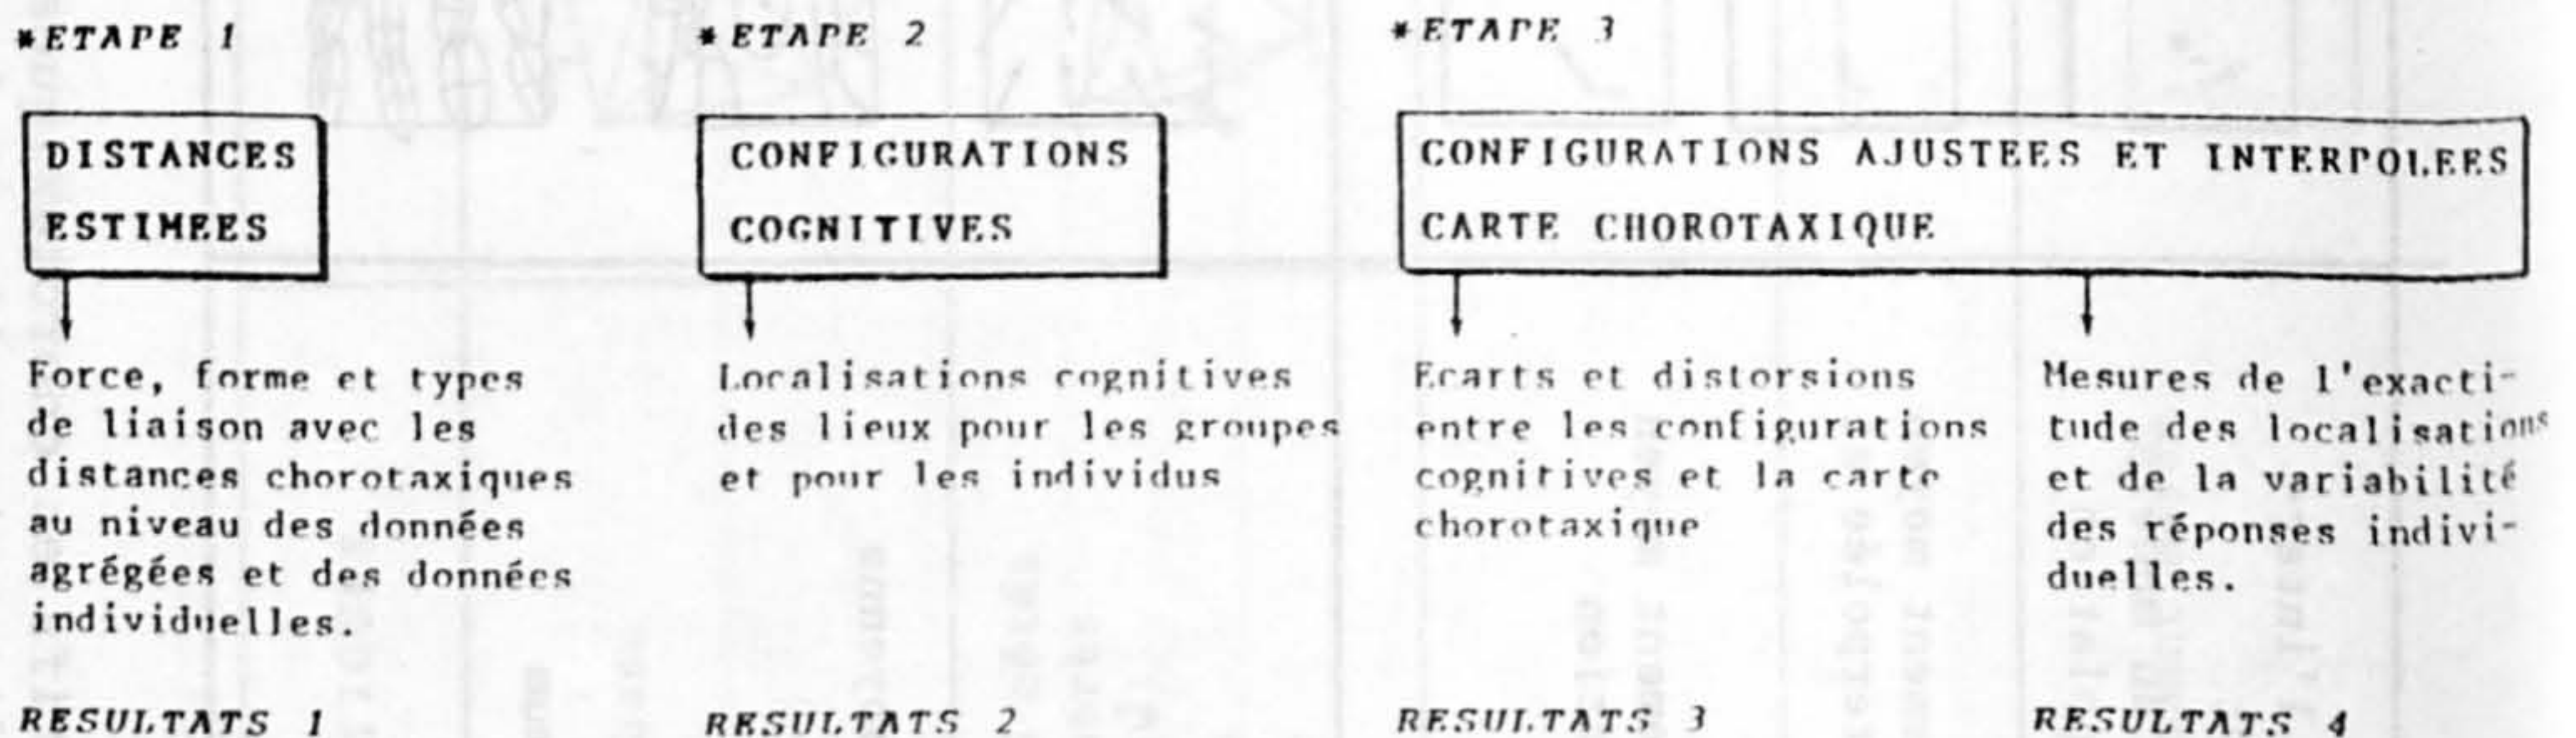 *ETAPE 1
DISTANCES
ESTIMEES
Force, forme et types
de liaison avec les
distances chorotaxiques
au niveau des données
agrégées et des données
individuelles.
RESULTATS 1
*ETAPE 2
CONFIGURATIONS
COGNITIVES
Localisations cognitives
des lieux pour les groupes
et pour les individus
RESULTATS 2
*ETAPE 3
CONFIGURATIONS AJUSTEES ET INTERPOLEES
CARTE CHOROTAXIQUE
Ecarts et distorsions
entre les configurations
cognitives et la carte
chorotaxique
RESULTATS 3
Mesures de l'exacti-
tude des localisations
et de la variabilité
des réponses indivi-
duelles.
RESULTATS 4